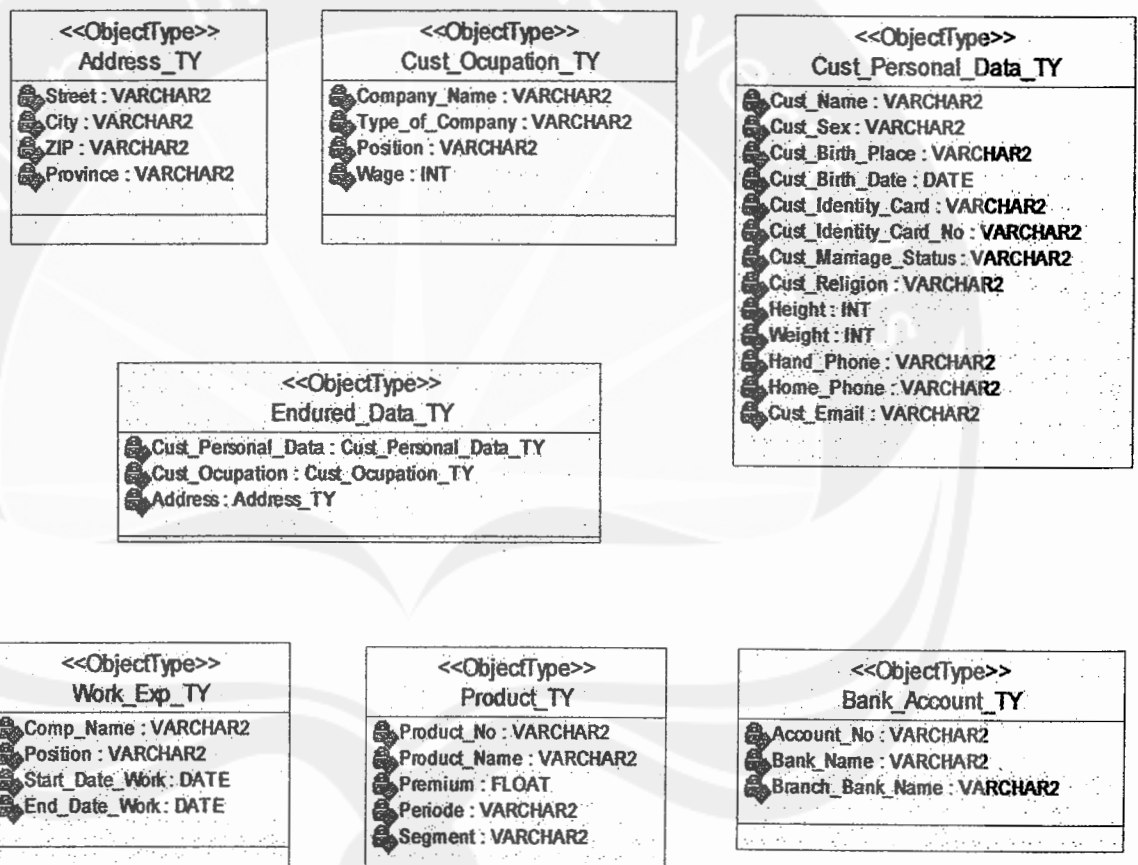 <<ObjectType>>
Address_TY
Street : VARCHAR2
City : VARCHAR2
ZIP : VARCHAR2
Province : VARCHAR2
<<ObjectType>>
Cust_Ocupation_TY
Company_Name : VARCHAR2
Type_of_Company : VARCHAR2
Position : VARCHAR2
Wage : INT
<<ObjectType>>
Cust_Personal_Data_TY
Cust_Name : VARCHAR2
Cust_Sex : VARCHAR2
Cust_Birth_Place : VARCHAR2
Cust_Birth_Date : DATE
Cust_Identity_Card : VARCHAR2
Cust_Identity_Card_No : VARCHAR2
Cust_Marriage_Status : VARCHAR2
Cust_Religion : VARCHAR2
Height : INT
Weight : INT
Hand_Phone : VARCHAR2
Home_Phone : VARCHAR2
Cust_Email : VARCHAR2
<<ObjectType>>
Endured_Data_TY
Cust_Personal_Data : Cust_Personal_Data_TY
Cust_Ocupation : Cust_Ocupation_TY
Address : Address_TY
<<ObjectType>>
Work_Exp_TY
Comp_Name : VARCHAR2
Position : VARCHAR2
Start_Date_Work : DATE
End_Date_Work : DATE
<<ObjectType>>
Product_TY
Product_No : VARCHAR2
Product_Name : VARCHAR2
Premium : FLOAT
Periode : VARCHAR2
Segment : VARCHAR2
<<ObjectType>>
Bank_Account_TY
Account_No : VARCHAR2
Bank_Name : VARCHAR2
Branch_Bank_Name : VARCHAR2